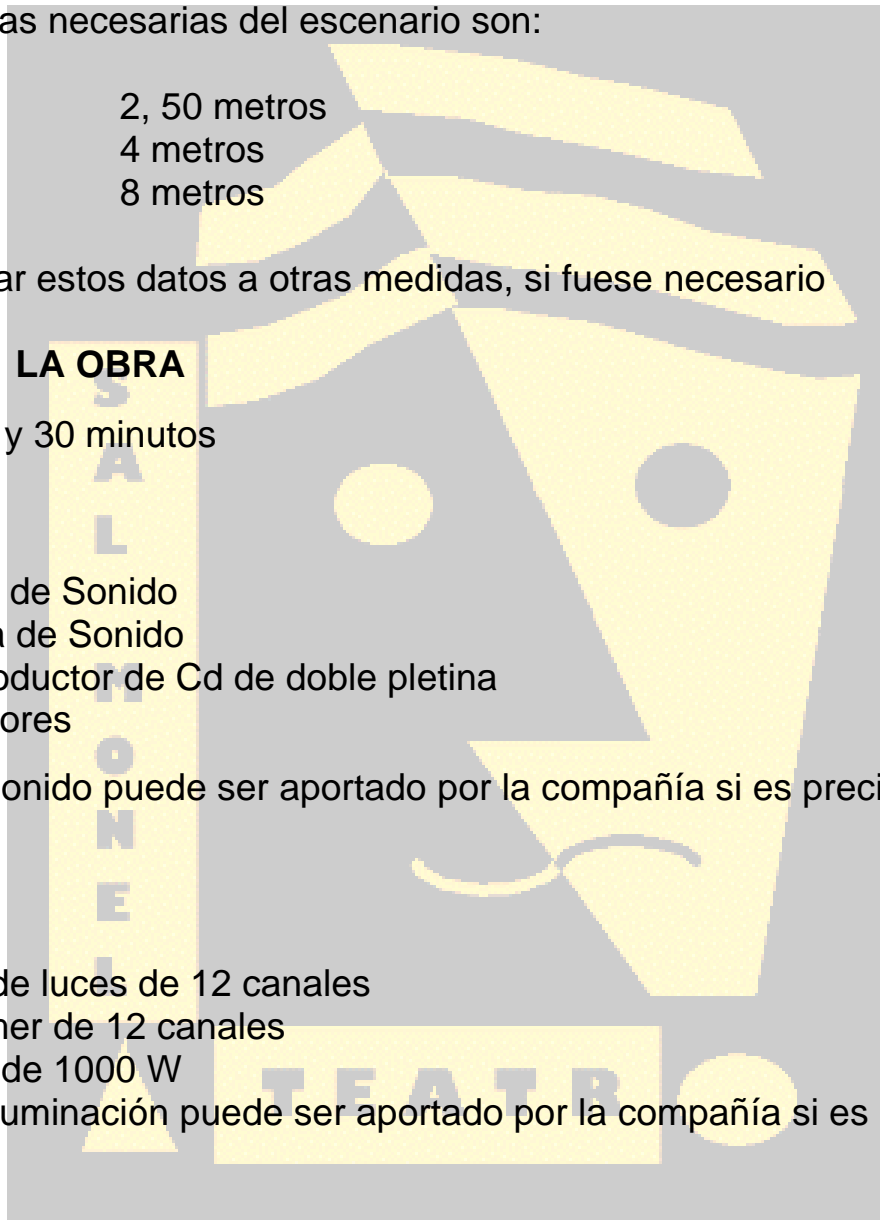 as necesarias del escenario son:
2, 50 metros
4 metros
8 metros
ar estos datos a otras medidas, si fuese necesario
LA OBRA
y 30 minutos
de Sonido
a de Sonido
oductor de Cd de doble pletina
ores
onido puede ser aportado por la compañía si es preci
de luces de 12 canales
ner de 12 canales
de 1000 W
uminación puede ser aportado por la compañía si es
SALMONEL
TEATR